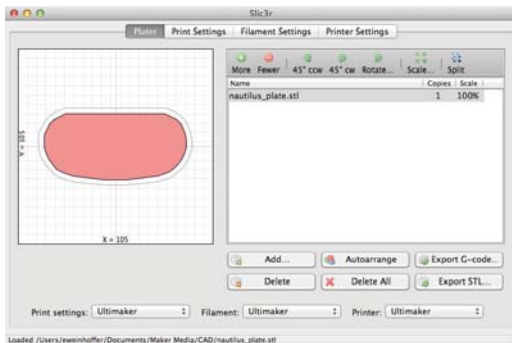 Slic3r
Plater Print Settings Filament Settings Printer Settings
More Fewer 45° ccw 45° cw Rotate... Scale... Split
Name Copies Scale
nautilus_plate.stl 1 100%
Y = 105
X = 105
Add... Autoarrange Export G-code...
Delete Delete All Export STL...
Print settings: Ultimaker Filament: Ultimaker Printer: Ultimaker
Loaded /Users/eweinhoffer/Documents/Maker Media/CAD/nautilus_plate.stl